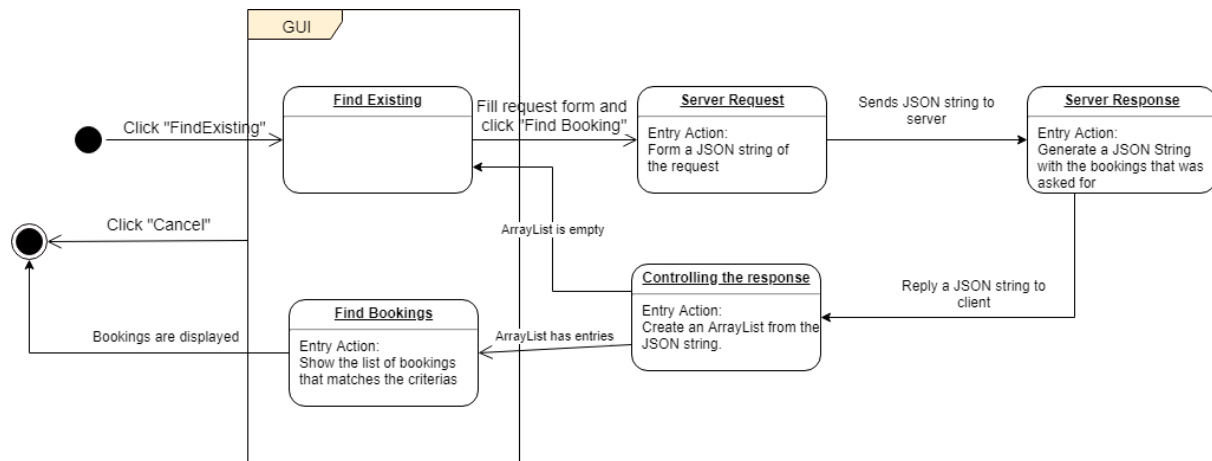 GUI
Find Existing
Fill request form and
click "Find Booking"
Server Request
Entry Action:
Form a JSON string of
the request
Sends JSON string to
server
Server Response
Entry Action:
Generate a JSON String
with the bookings that was
asked for
Click "FindExisting"
Click "Cancel"
ArrayList is empty
Controlling the response
Entry Action:
Create an ArrayList from the
JSON string.
Reply a JSON string to
client
Find Bookings
Entry Action:
Show the list of bookings
that matches the criterias
ArrayList has entries
Bookings are displayed